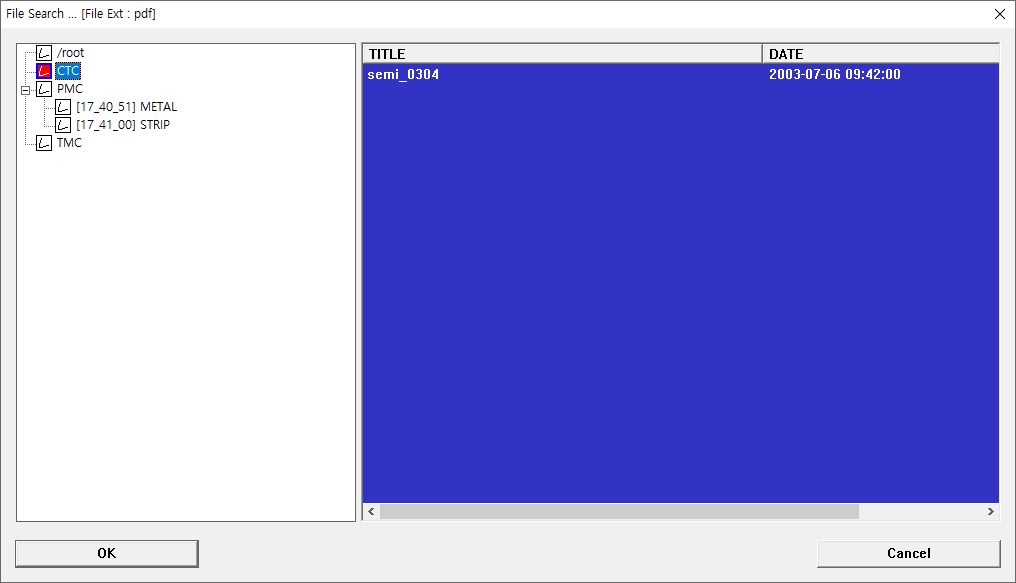 File Search ... [File Ext : pdf]
/root
CTC
PMC
[17_40_51] METAL
[17_41_00] STRIP
TMC
TITLE DATE
semi_0304 2003-07-06 09:42:00
OK Cancel